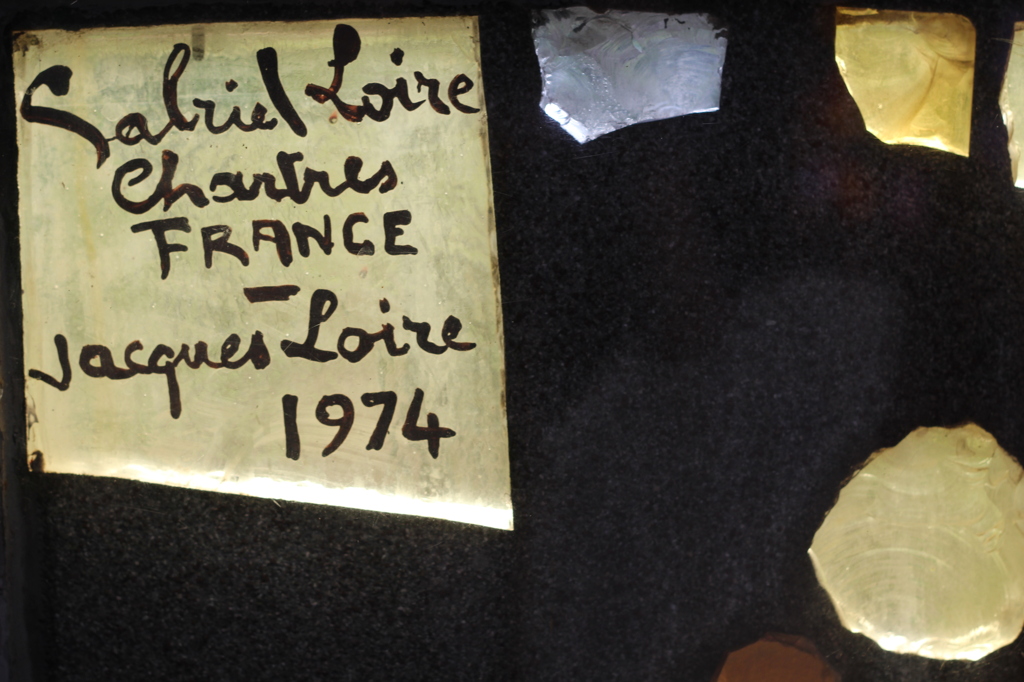 Gabriel Loire
Chartres
FRANCE
-
Jacques Loire
1974